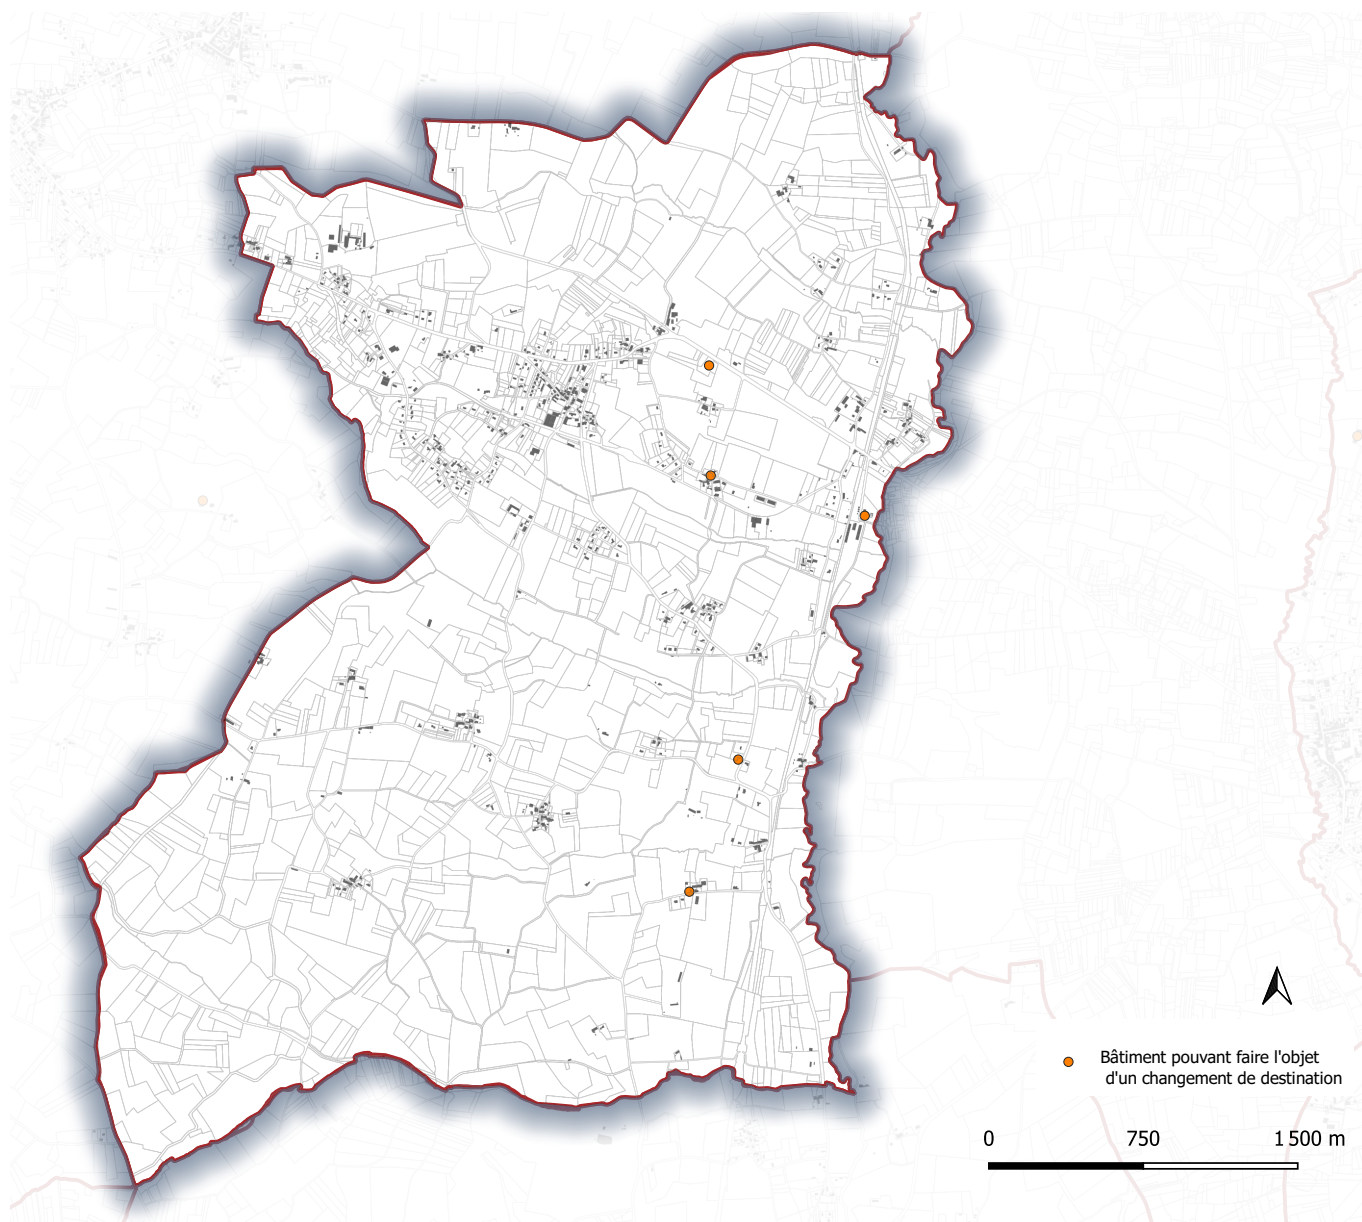 Bâtiment pouvant faire l'objet
d'un changement de destination
0 750 1 500 m